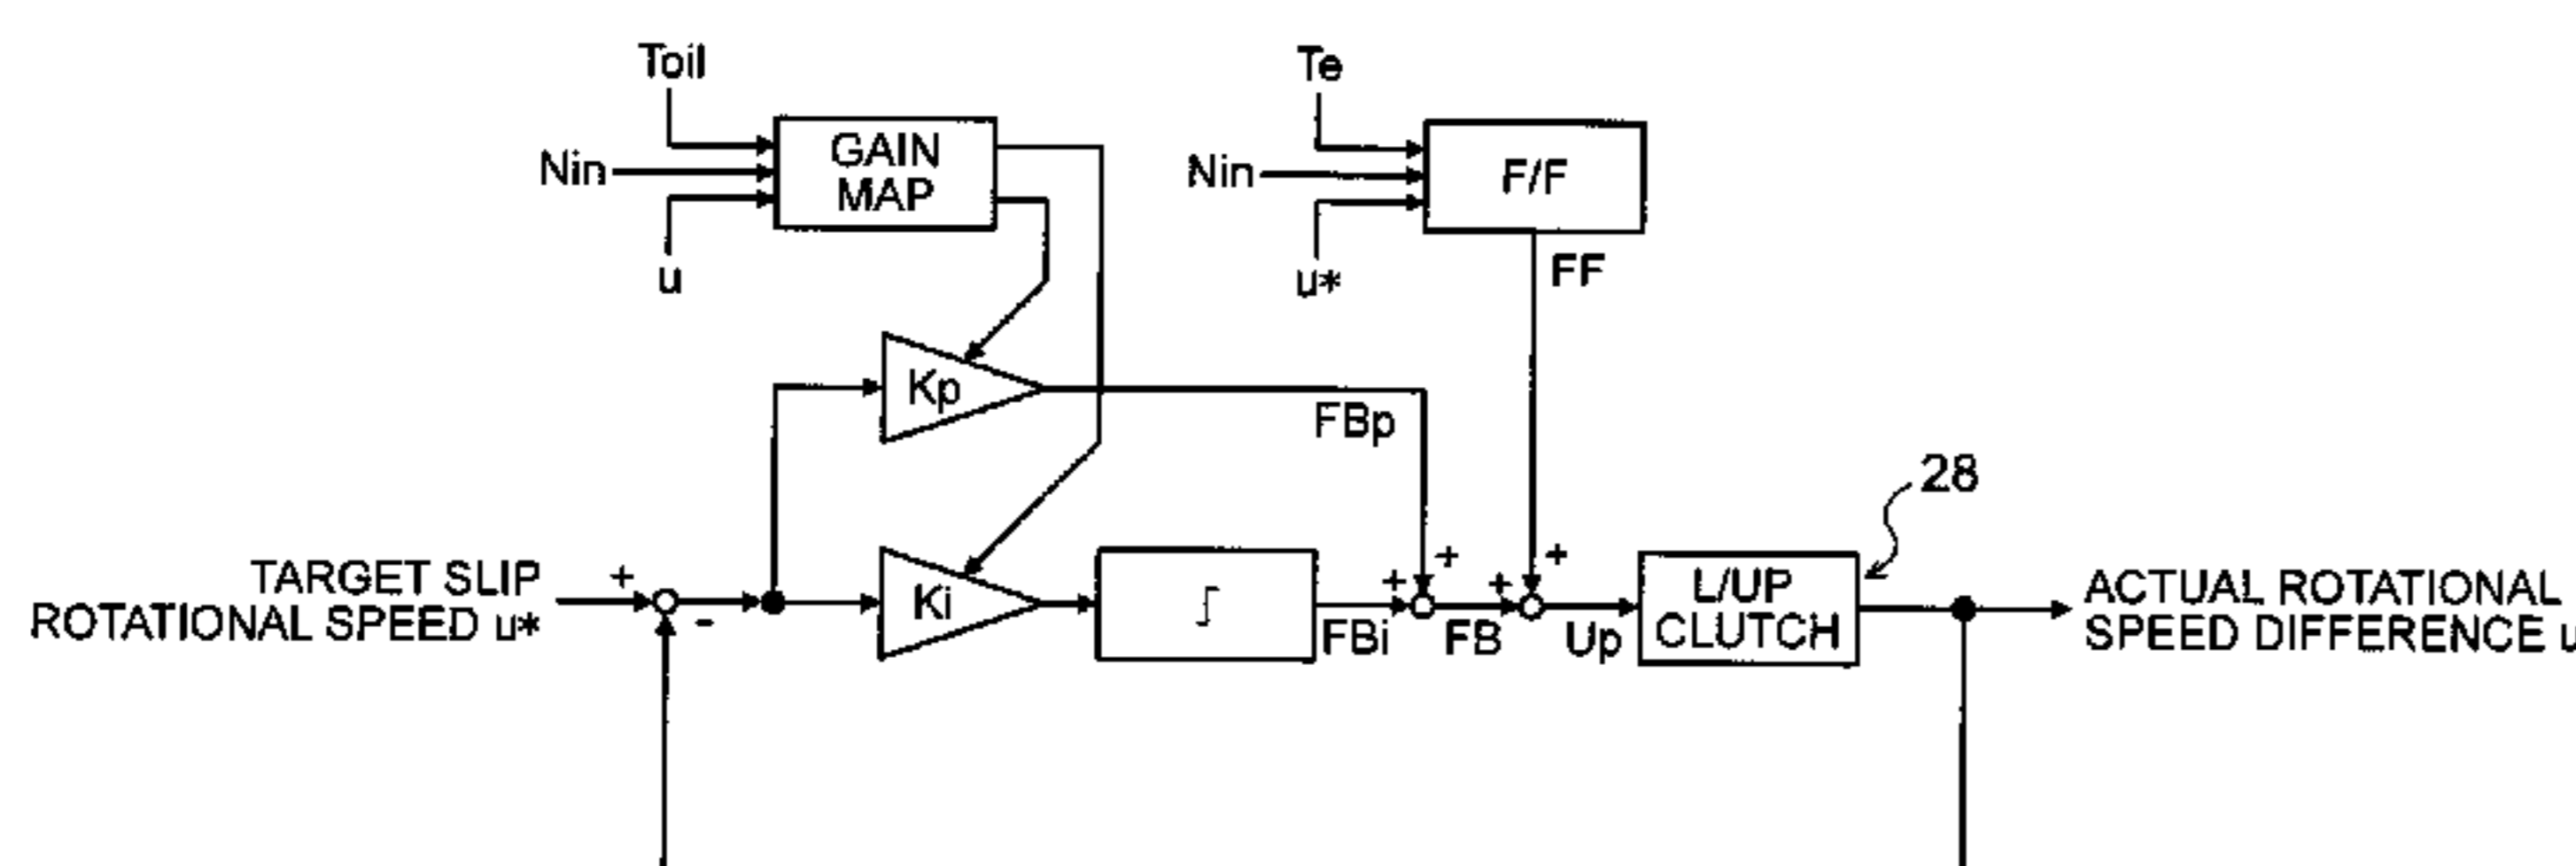 Toil
Nin
u
GAIN
MAP
Te
Nin
u*
F/F
FF
Kp
FBp
28
TARGET SLIP
ROTATIONAL SPEED u*
+
-
Ki
∫
FBi
+
+
FB
+
+
Up
L/UP
CLUTCH
ACTUAL ROTATIONAL
SPEED DIFFERENCE u